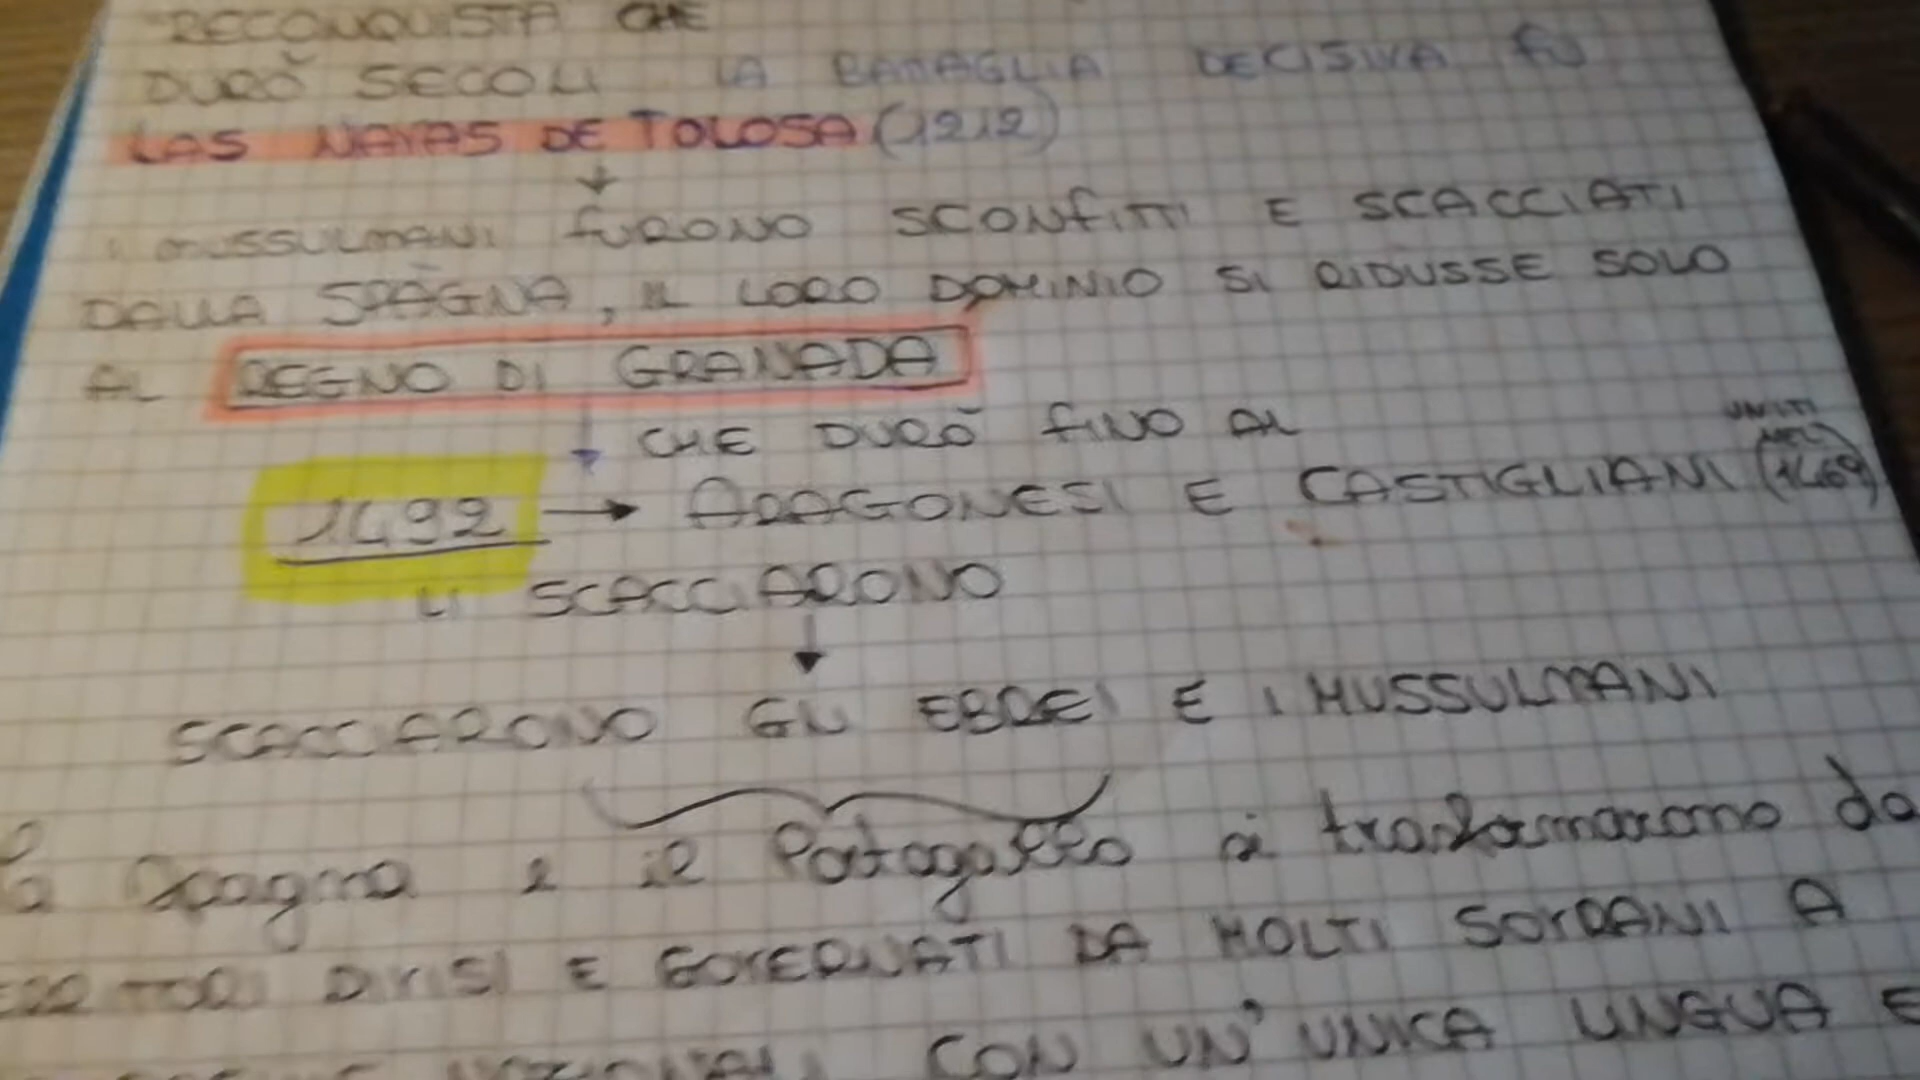 RECONQUISTA CHE
DURÒ SECOLI LA BATTAGLIA DECISIVA FU
LAS NAVAS DE TOLOSA (1212)
I MUSSULMANI FURONO SCONFITTI E SCACCIATI
DALLA SPAGNA, IL LORO DOMINIO SI RIDUSSE SOLO
AL REGNO DI GRANADA
CHE DURÒ FINO AL
UNITI
NEL
1492 → ARAGONESI E CASTIGLIANI (1469)
LI SCACCIARONO
SCACCIARONO GLI EBREI E I MUSSULMANI
la Spagna e il Portogallo si trasformarono da
DIVISI E GOVERNATI DA MOLTI SOVRANI A
CON UN'UNICA LINGUA E